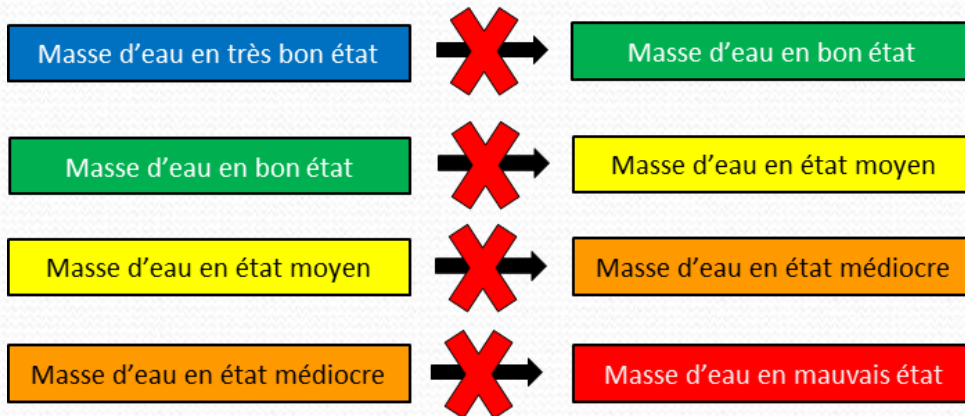 Masse d'eau en très bon état
Masse d'eau en bon état
Masse d'eau en bon état
Masse d'eau en état moyen
Masse d'eau en état moyen
Masse d'eau en état médiocre
Masse d'eau en état médiocre
Masse d'eau en mauvais état